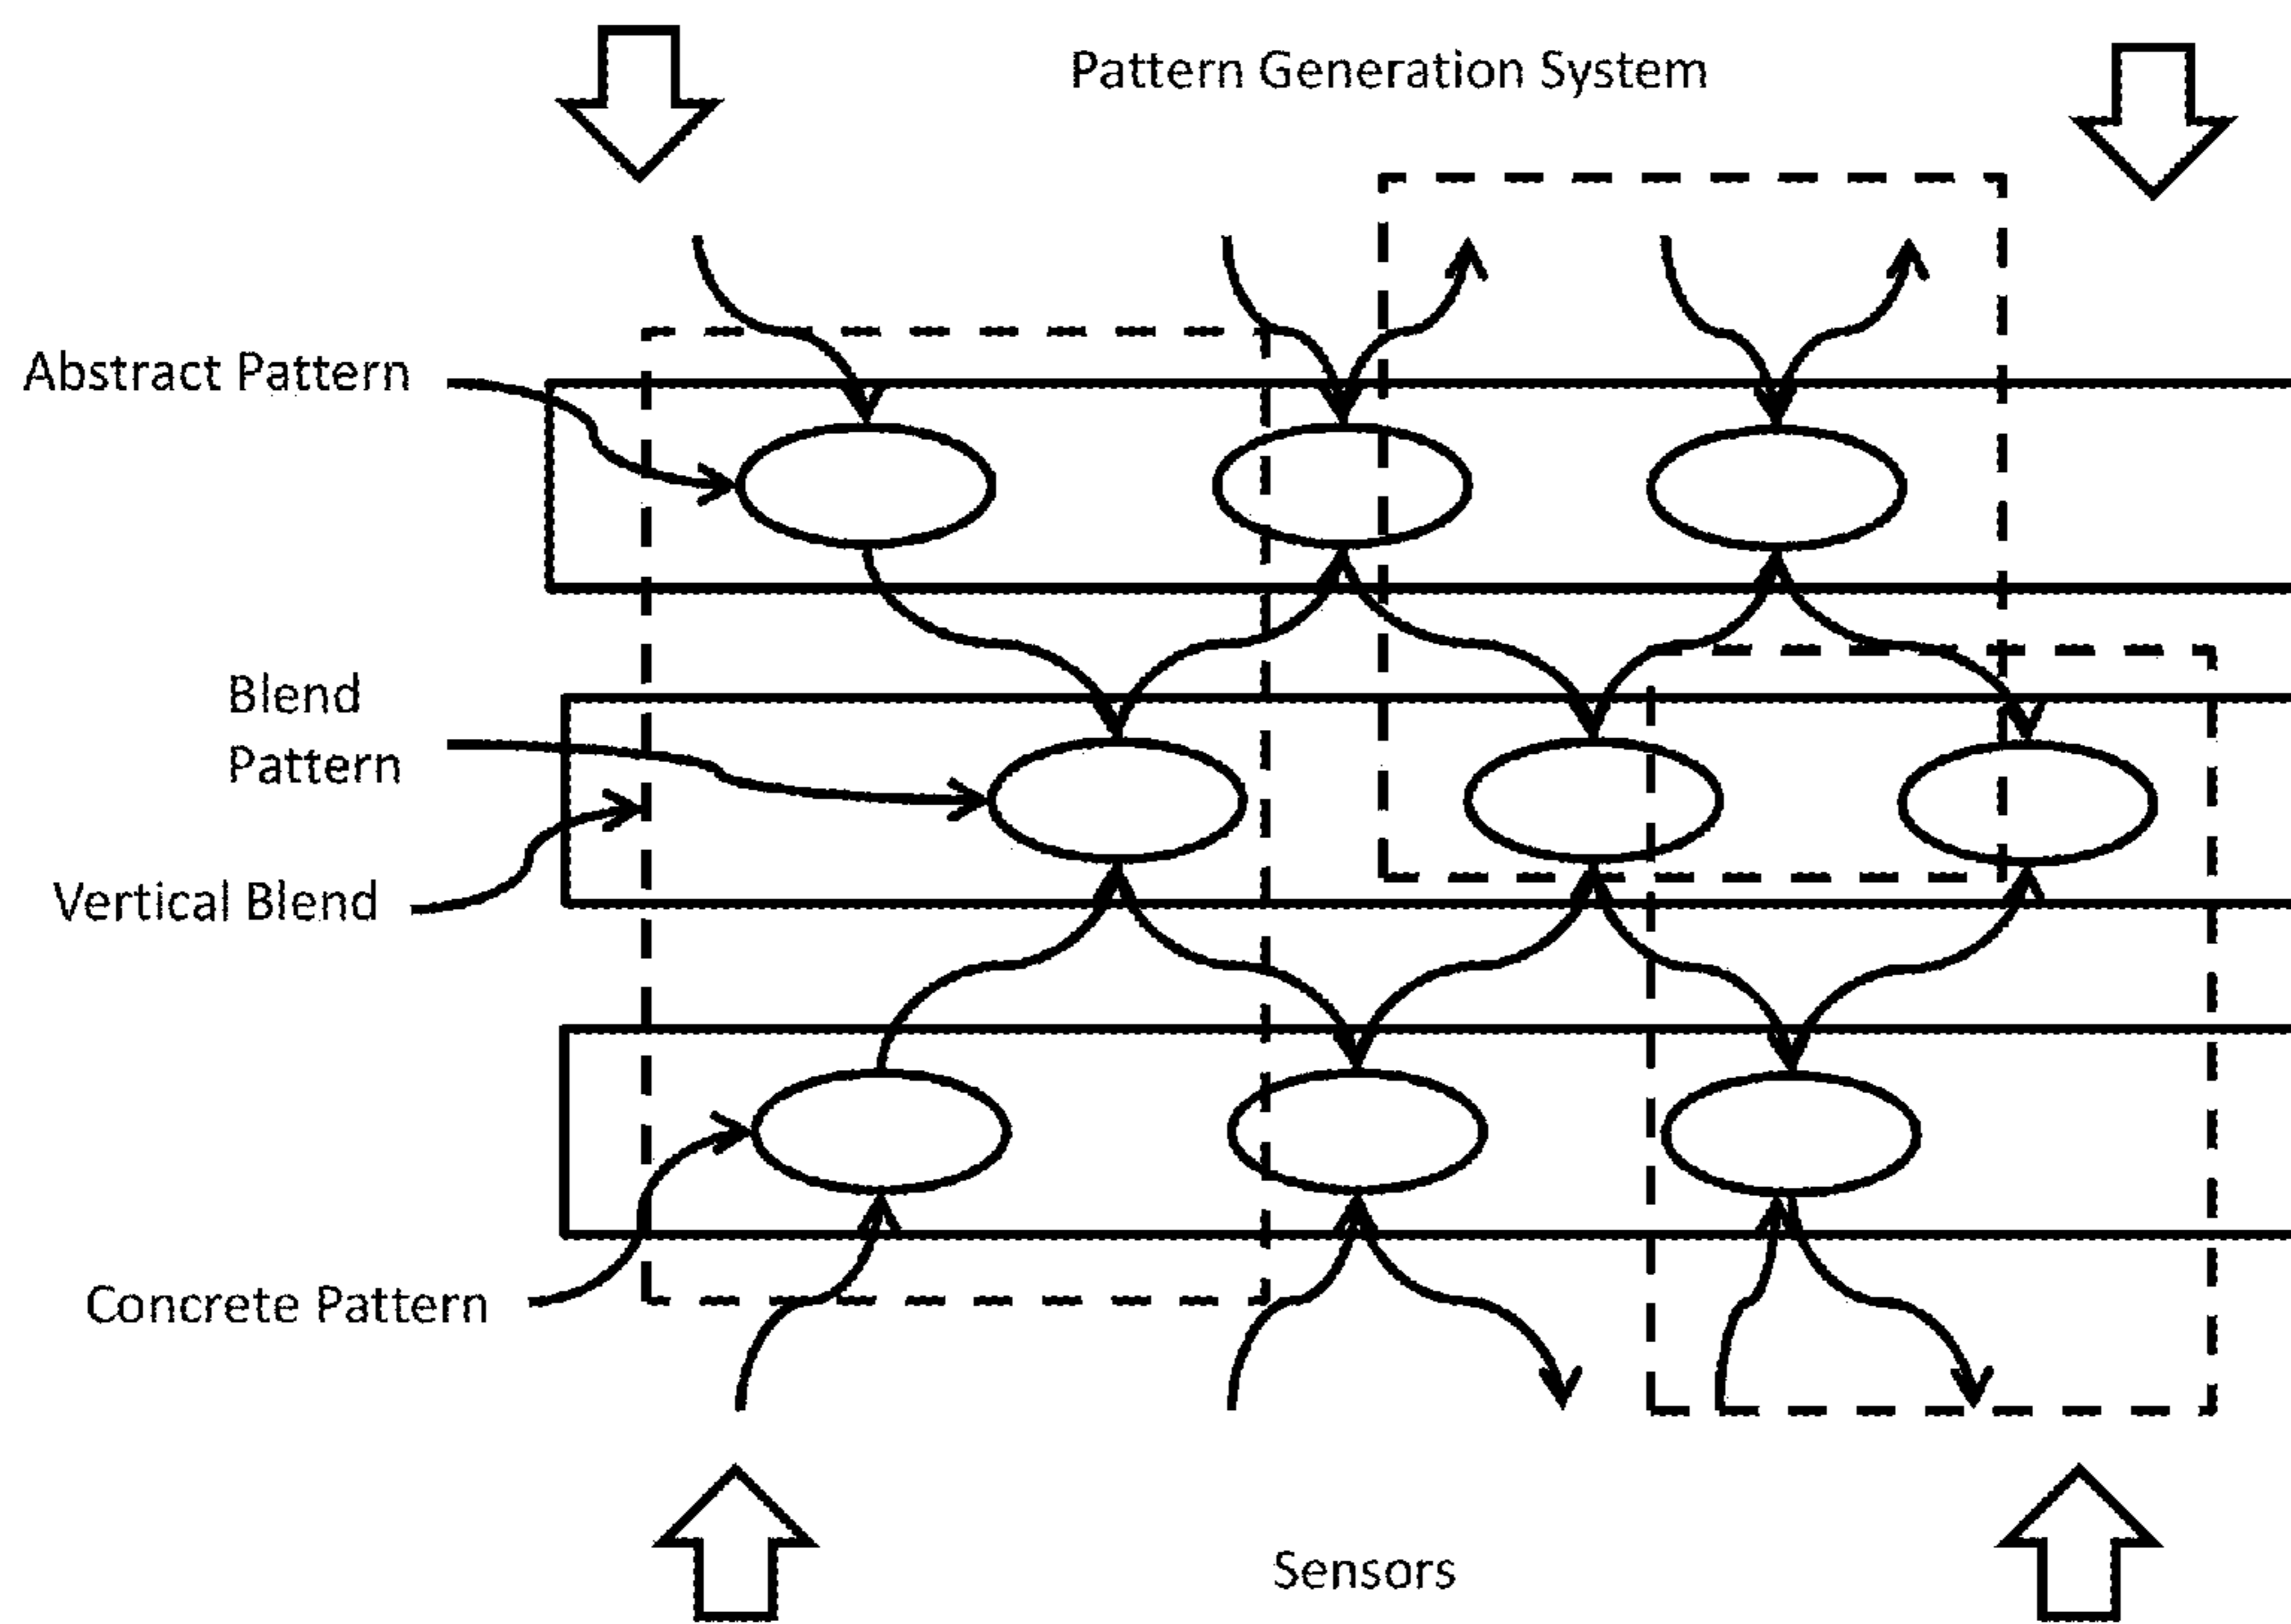 Pattern Generation System
Abstract Pattern
Blend
Pattern
Vertical Blend
Concrete Pattern
Sensors